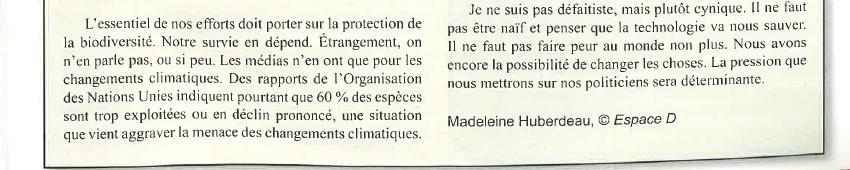 L'essentiel de nos efforts doit porter sur la protection de
la biodiversité. Notre survie en dépend. Étrangement, on
n'en parle pas, ou si peu. Les médias n'en ont que pour les
changements climatiques. Des rapports de l'Organisation
des Nations Unies indiquent pourtant que 60 % des espèces
sont trop exploitées ou en déclin prononcé, une situation
que vient aggraver la menace des changements climatiques.
Je ne suis pas défaitiste, mais plutôt cynique. Il ne faut
pas être naïf et penser que la technologie va nous sauver.
Il ne faut pas faire peur au monde non plus. Nous avons
encore la possibilité de changer les choses. La pression que
nous mettrons sur nos politiciens sera déterminante.
Madeleine Huberdeau, © Espace D